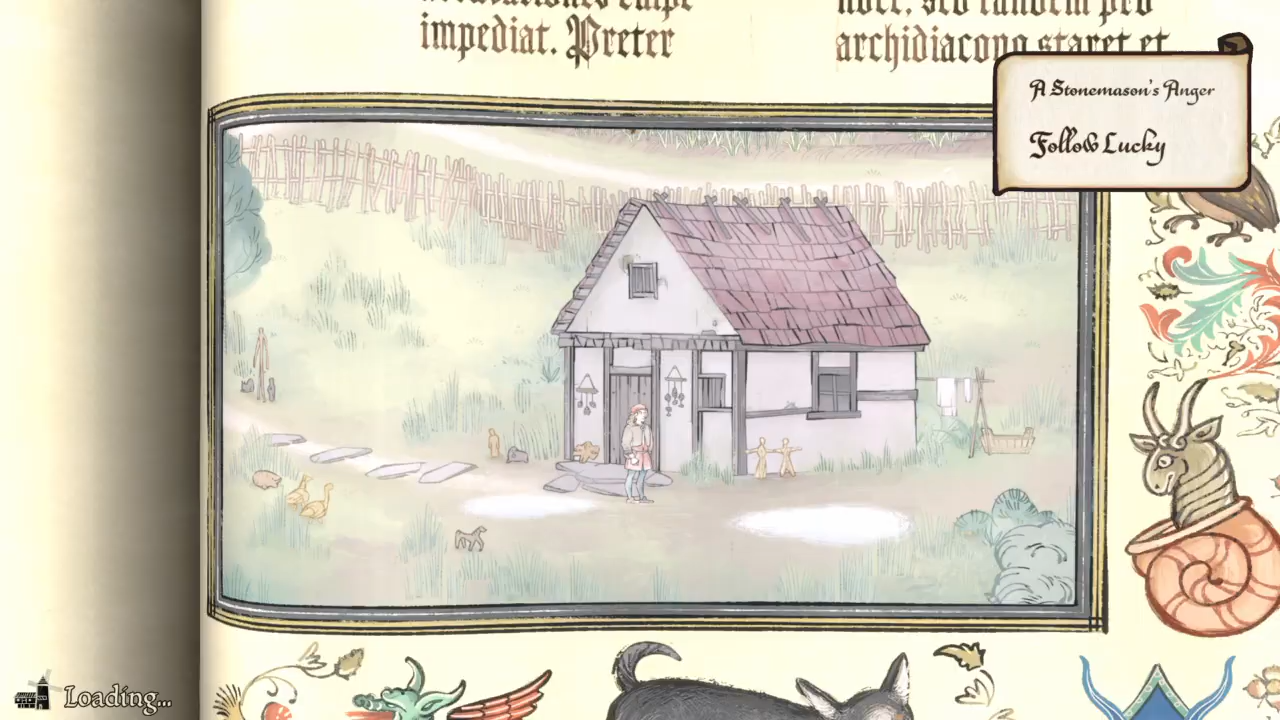 impediat. Preter
archidiacono staret et
A Stonemason's Anger
Follow Lucky
Loading...